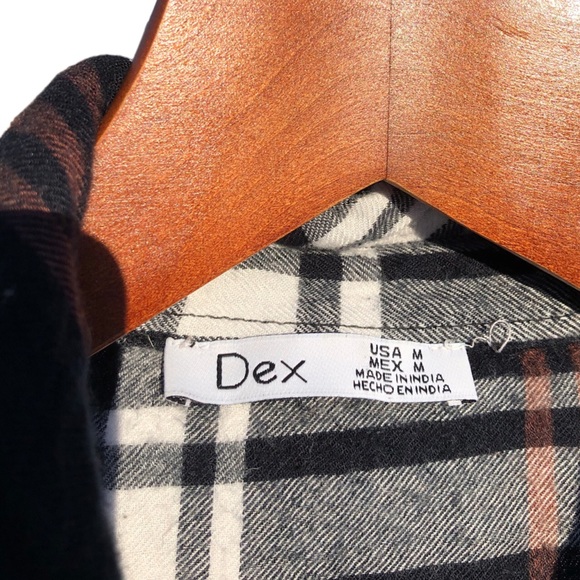 Dex
USA M
MEX M
MADE IN INDIA
HECHO EN INDIA